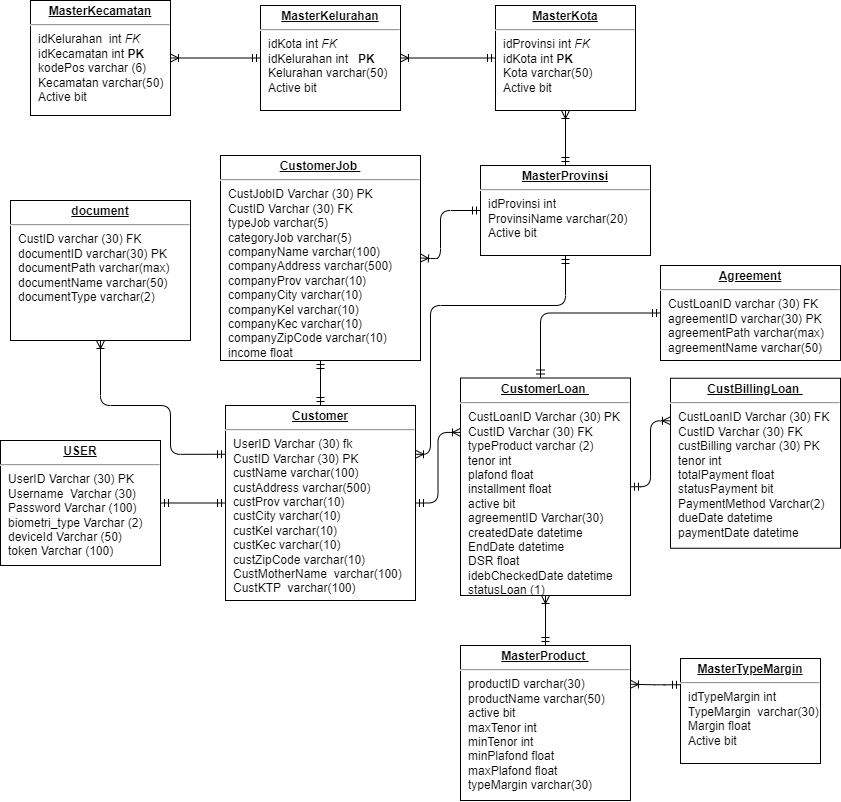 MasterKecamatan
idKelurahan  int FK
idKecamatan int PK
kodePos varchar (6)
Kecamatan varchar(50)
Active bit
MasterKelurahan
idKota int FK
idKelurahan int   PK
Kelurahan varchar(50)
Active bit
MasterKota
idProvinsi int FK
idKota int PK
Kota varchar(50)
Active bit
CustomerJob
CustJobID Varchar (30) PK
CustID Varchar (30) FK
typeJob varchar(5)
categoryJob varchar(5)
companyName varchar(100)
companyAddress varchar(500)
companyProv varchar(10)
companyCity varchar(10)
companyKel varchar(10)
companyKec varchar(10)
companyZipCode varchar(10)
income float
MasterProvinsi
idProvinsi int
ProvinsiName varchar(20)
Active bit
document
CustID varchar (30) FK
documentID varchar(30) PK
documentPath varchar(max)
documentName varchar(50)
documentType varchar(2)
Agreement
CustLoanID varchar (30) FK
agreementID varchar(30) PK
agreementPath varchar(max)
agreementName varchar(50)
USER
UserID Varchar (30) PK
Username  Varchar (30)
Password Varchar (100)
biometri_type Varchar (2)
deviceId Varchar (50)
token Varchar (100)
Customer
UserID Varchar (30) fk
CustID Varchar (30) PK
custName varchar(100)
custAddress varchar(500)
custProv varchar(10)
custCity varchar(10)
custKel varchar(10)
custKec varchar(10)
custZipCode varchar(10)
CustMotherName  varchar(100)
CustKTP  varchar(100)
CustomerLoan
CustLoanID Varchar (30) PK
CustID Varchar (30) FK
typeProduct varchar (2)
tenor int
plafond float
installment float
active bit
agreementID Varchar(30)
createdDate datetime
EndDate datetime
DSR float
idebCheckedDate datetime
statusLoan (1)
CustBillingLoan
CustLoanID Varchar (30) FK
CustID Varchar (30) FK
custBilling varchar (30) PK
tenor int
totalPayment float
statusPayment bit
PaymentMethod Varchar(2)
dueDate datetime
paymentDate datetime
MasterProduct
productID varchar(30)
productName varchar(50)
active bit
maxTenor int
minTenor int
minPlafond float
maxPlafond float
typeMargin varchar(30)
MasterTypeMargin
idTypeMargin int
TypeMargin  varchar(30)
Margin float
Active bit